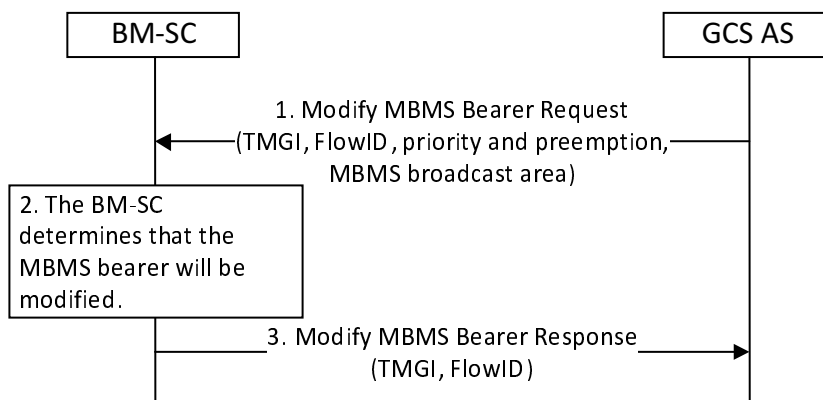 BM-SC
GCS AS
1. Modify MBMS Bearer Request
(TMGI, FlowID, priority and preemption,
MBMS broadcast area)
2. The BM-SC
determines that the
MBMS bearer will be
modified.
3. Modify MBMS Bearer Response
(TMGI, FlowID)